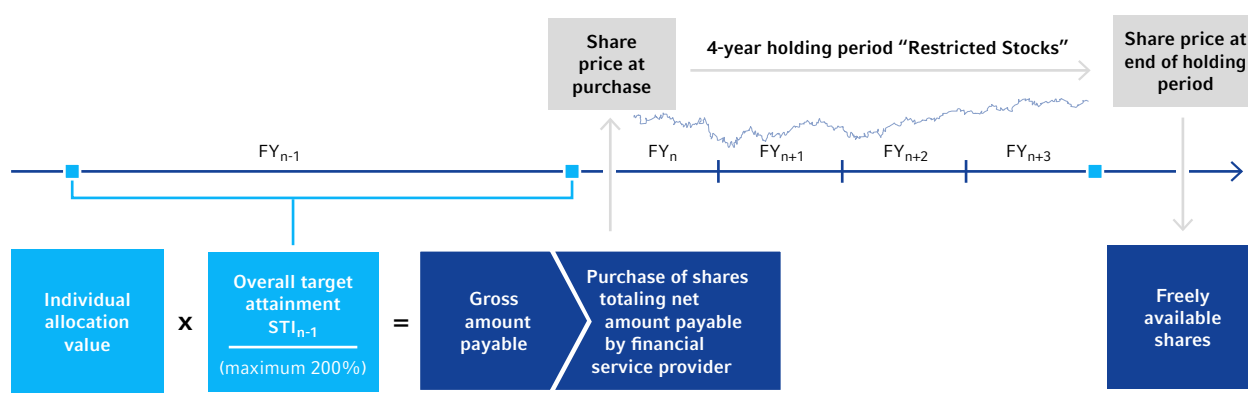 Share
price at
purchase
4-year holding period “Restricted Stocks”
Share price at
end of holding
period
FYn-1
FYn
FYn+1
FYn+2
FYn+3
Individual
allocation
value
x
Overall target
attainment
STIn-1
(maximum 200%)
=
Gross
amount
payable
Purchase of shares
totaling net
amount payable
by financial
service provider
Freely
available
shares